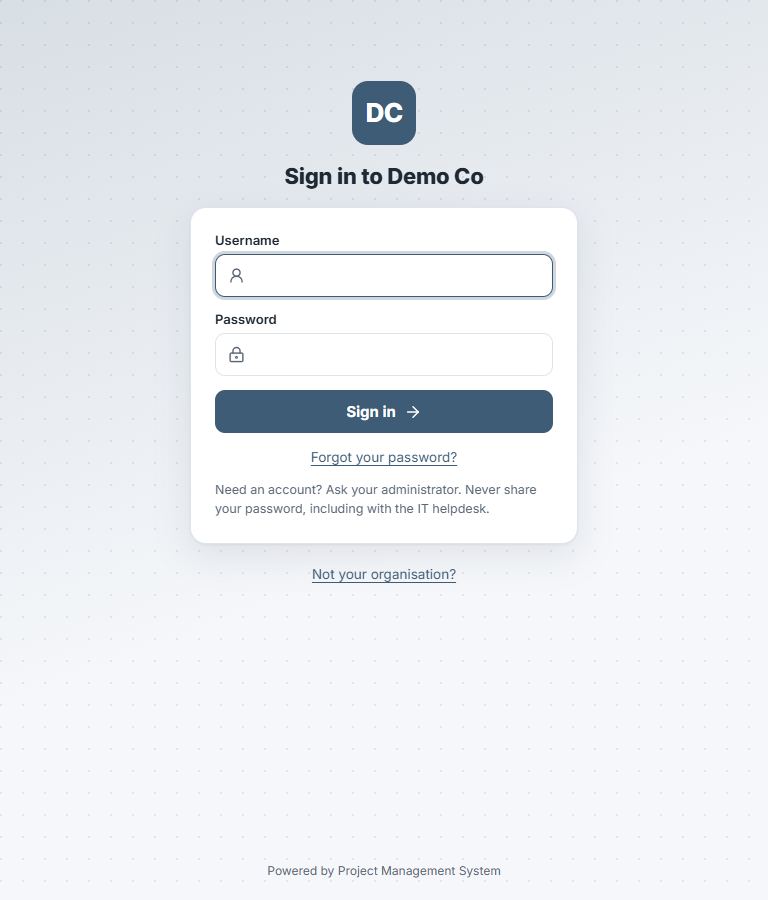 DC
Sign in to Demo Co
Username
Password
Sign in
Forgot your password?
Need an account? Ask your administrator. Never share
your password, including with the IT helpdesk.
Not your organisation?
Powered by Project Management System